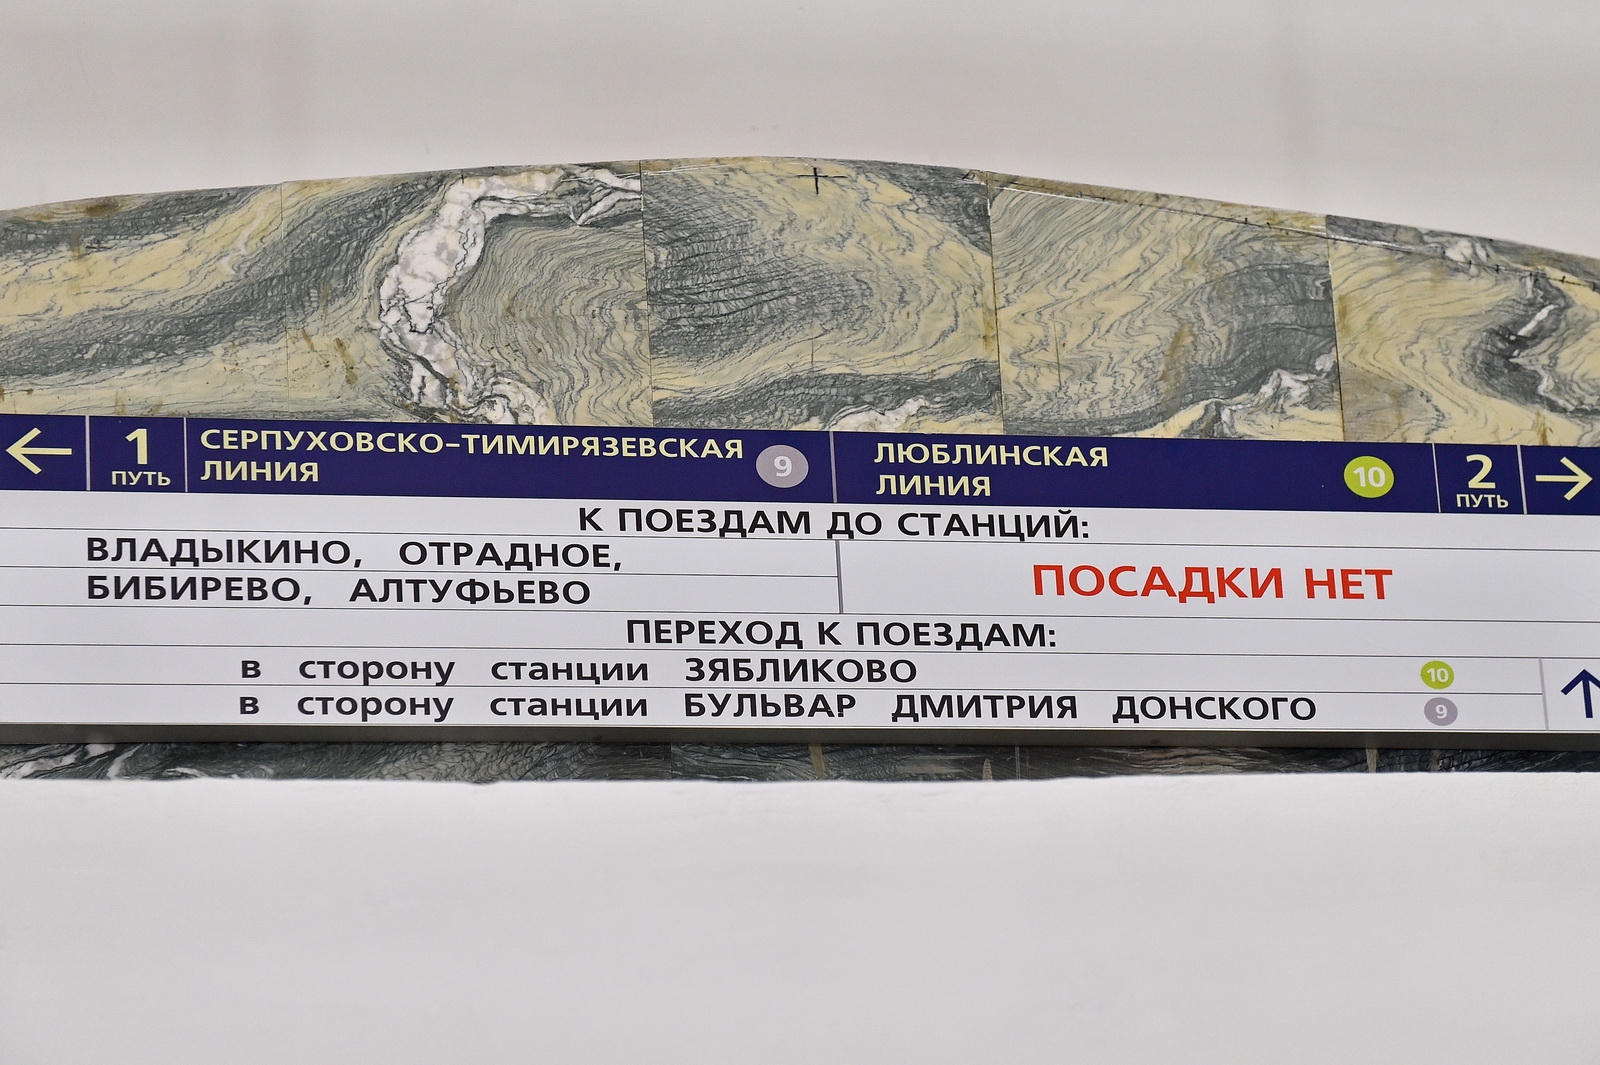 ← 1 ПУТЬ СЕРПУХОВСКО-ТИМИРЯЗЕВСКАЯ ЛИНИЯ 9
ЛЮБЛИНСКАЯ ЛИНИЯ 10 2 ПУТЬ →
К ПОЕЗДАМ ДО СТАНЦИЙ:
ВЛАДЫКИНО, ОТРАДНОЕ,
БИБИРЕВО, АЛТУФЬЕВО
ПОСАДКИ НЕТ
ПЕРЕХОД К ПОЕЗДАМ:
в сторону станции ЗЯБЛИКОВО 10
в сторону станции БУЛЬВАР ДМИТРИЯ ДОНСКОГО 9 ↑